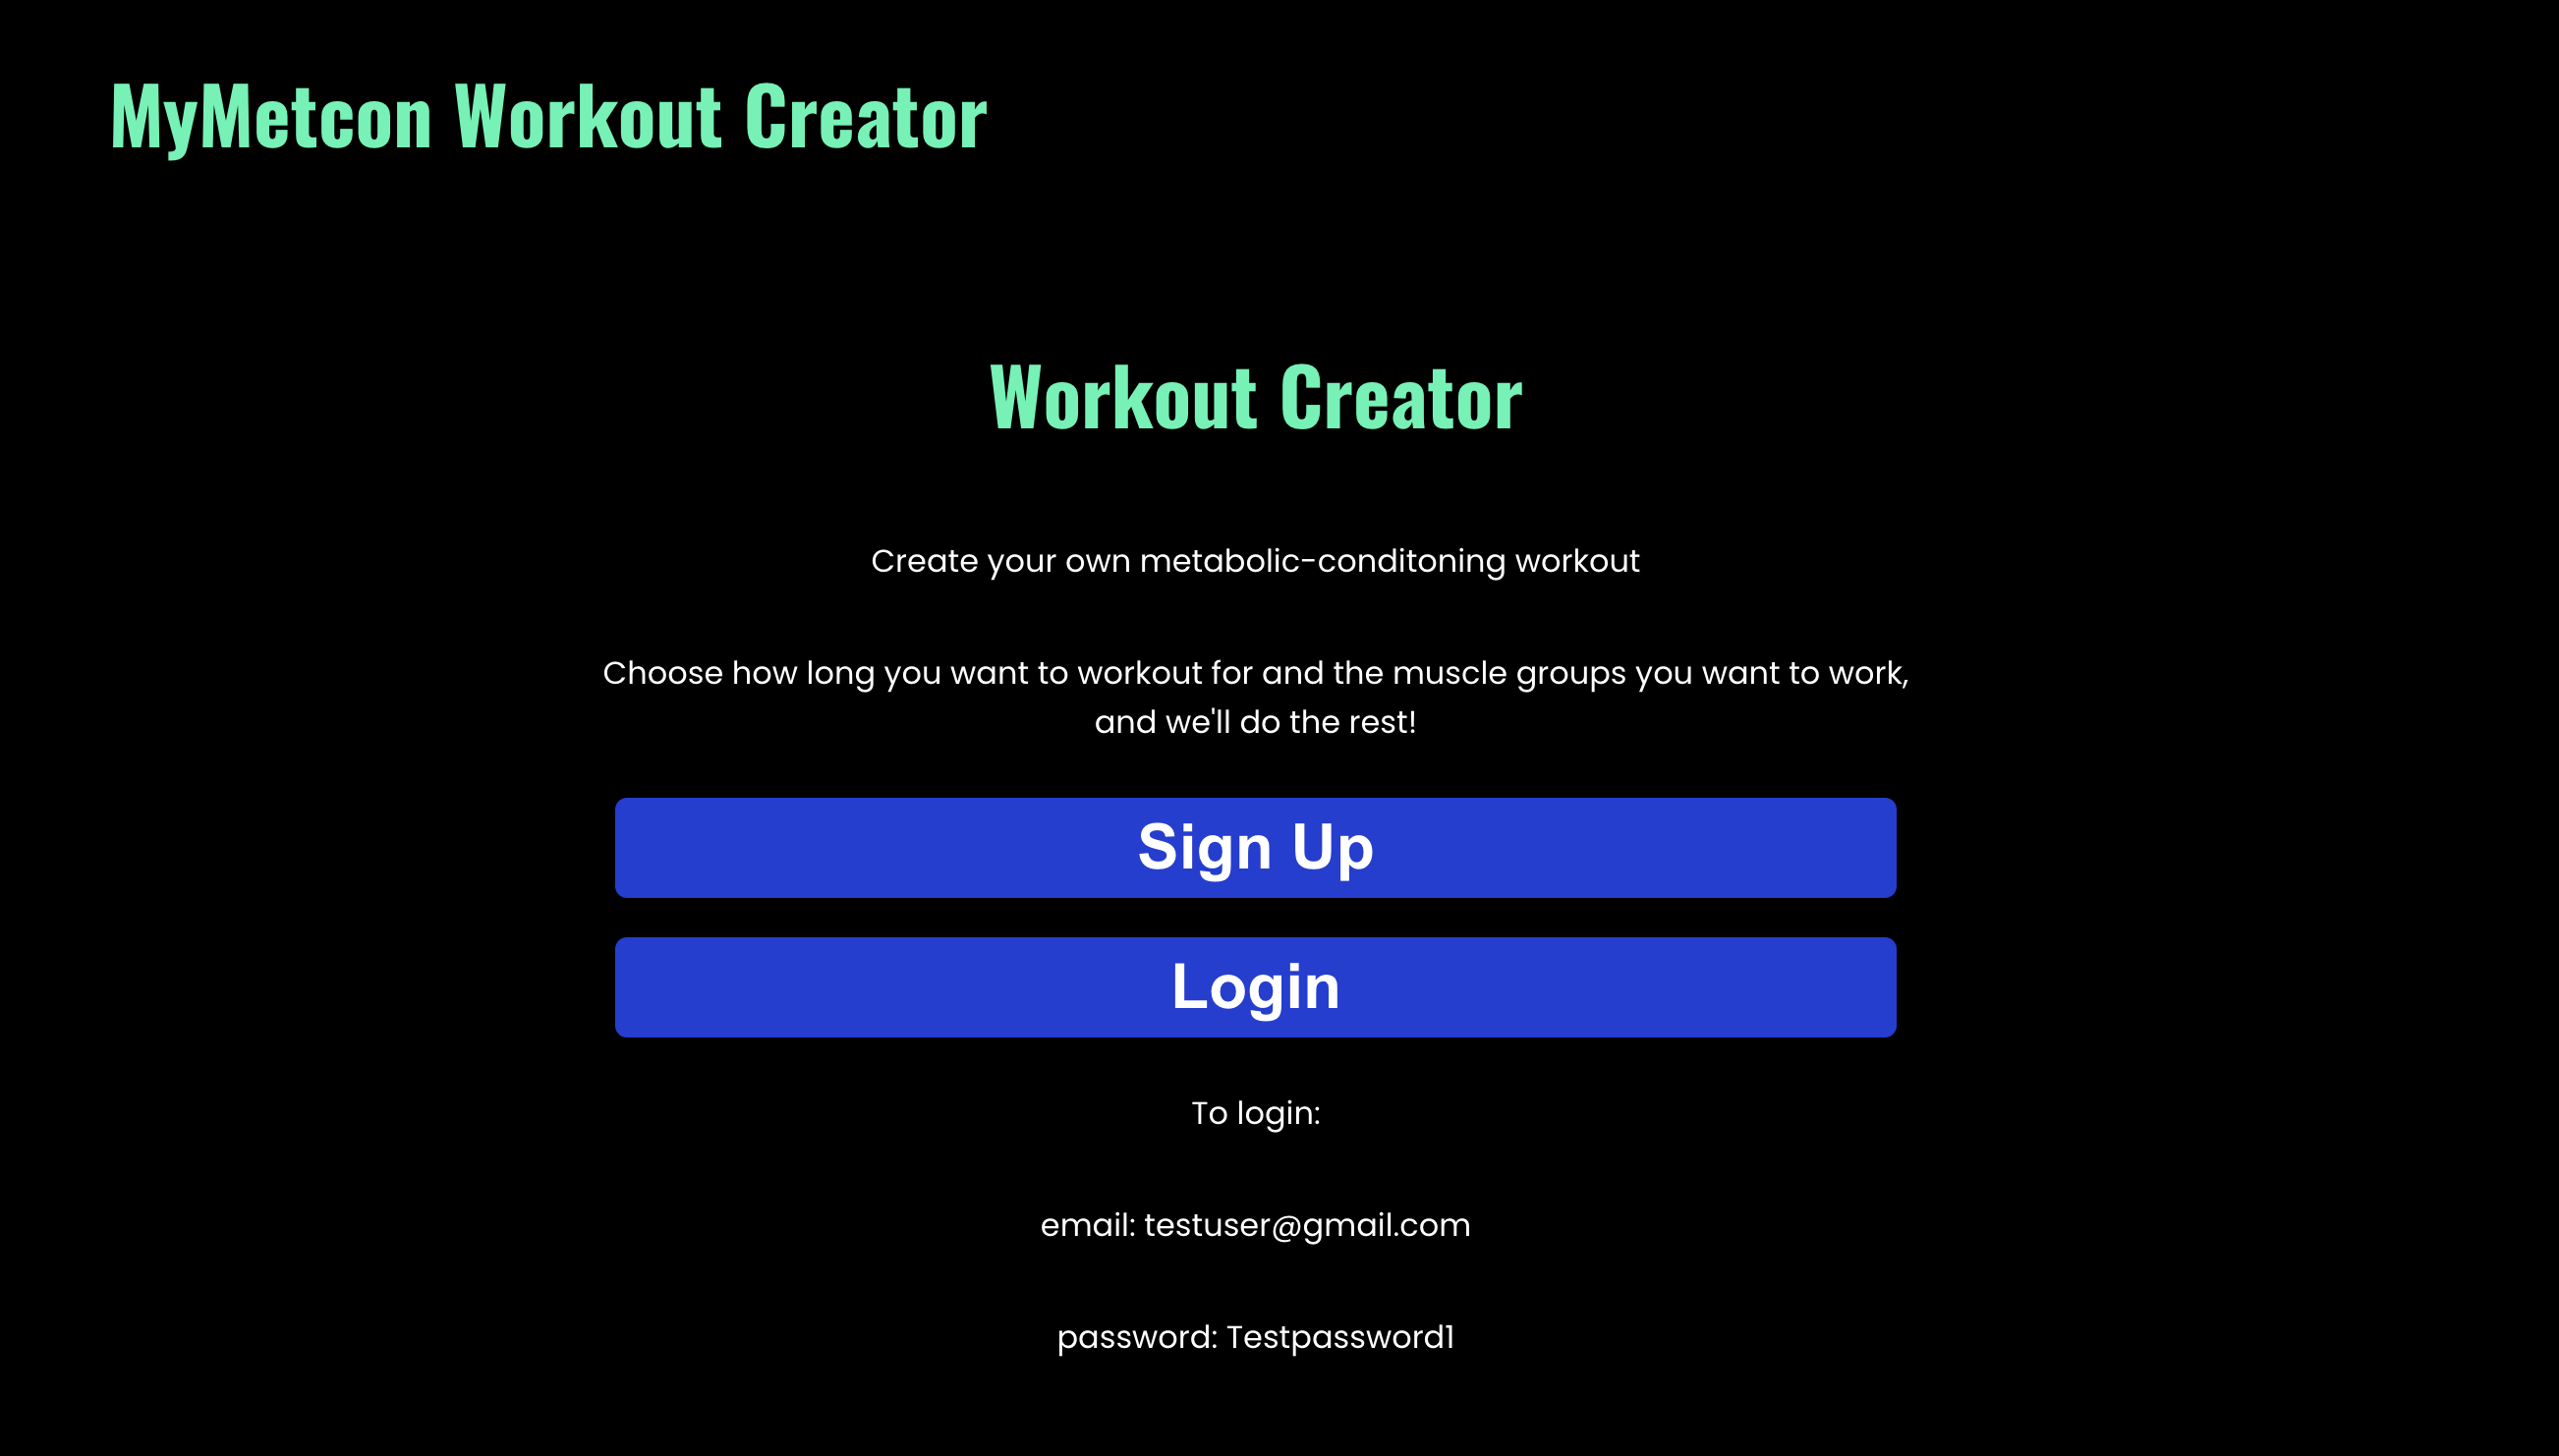 MyMetcon Workout Creator
Workout Creator
Create your own metabolic-conditoning workout
Choose how long you want to workout for and the muscle groups you want to work,
and we'll do the rest!
Sign Up
Login
To login:
email: testuser@gmail.com
password: Testpassword1